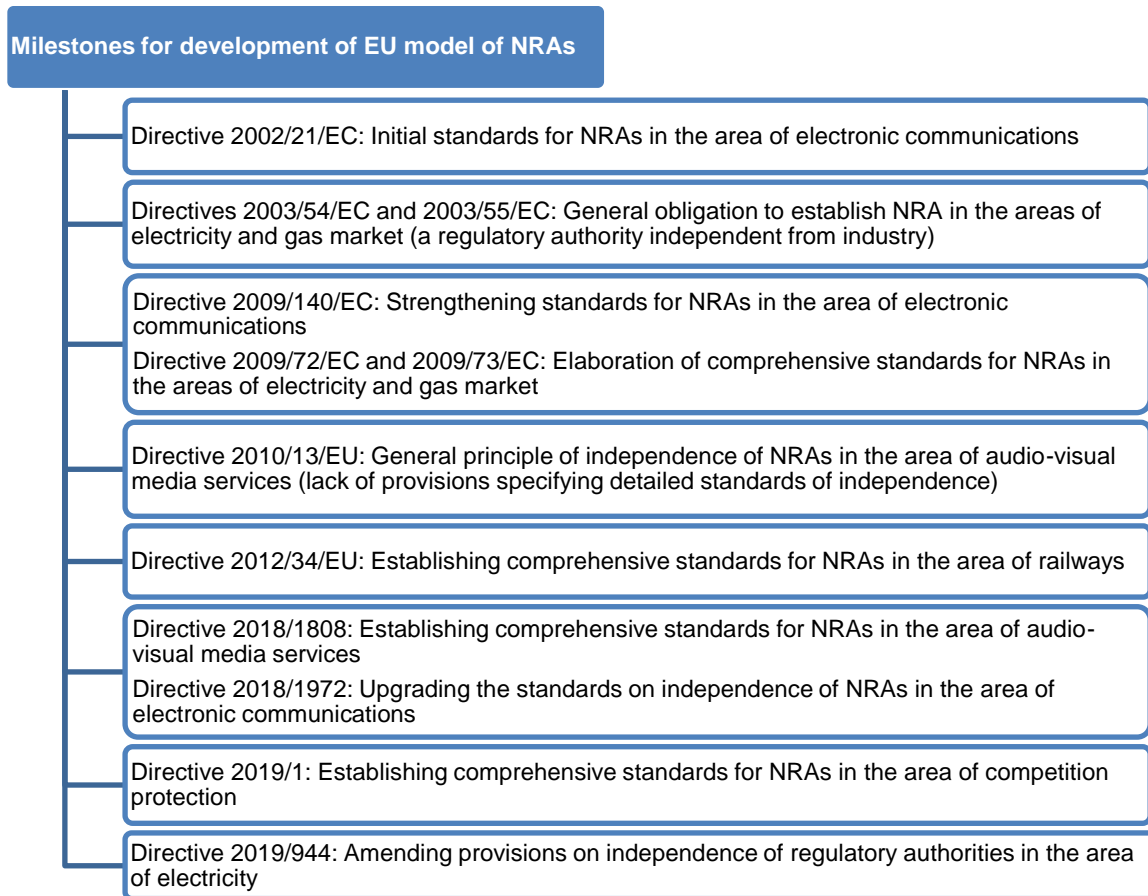 Milestones for development of EU model of NRAs
Directive 2002/21/EC: Initial standards for NRAs in the area of electronic communications
Directives 2003/54/EC and 2003/55/EC: General obligation to establish NRA in the areas of
electricity and gas market (a regulatory authority independent from industry)
Directive 2009/140/EC: Strengthening standards for NRAs in the area of electronic
communications
Directive 2009/72/EC and 2009/73/EC: Elaboration of comprehensive standards for NRAs in
the areas of electricity and gas market
Directive 2010/13/EU: General principle of independence of NRAs in the area of audio-visual
media services (lack of provisions specifying detailed standards of independence)
Directive 2012/34/EU: Establishing comprehensive standards for NRAs in the area of railways
Directive 2018/1808: Establishing comprehensive standards for NRAs in the area of audio-
visual media services
Directive 2018/1972: Upgrading the standards on independence of NRAs in the area of
electronic communications
Directive 2019/1: Establishing comprehensive standards for NRAs in the area of competition
protection
Directive 2019/944: Amending provisions on independence of regulatory authorities in the area
of electricity